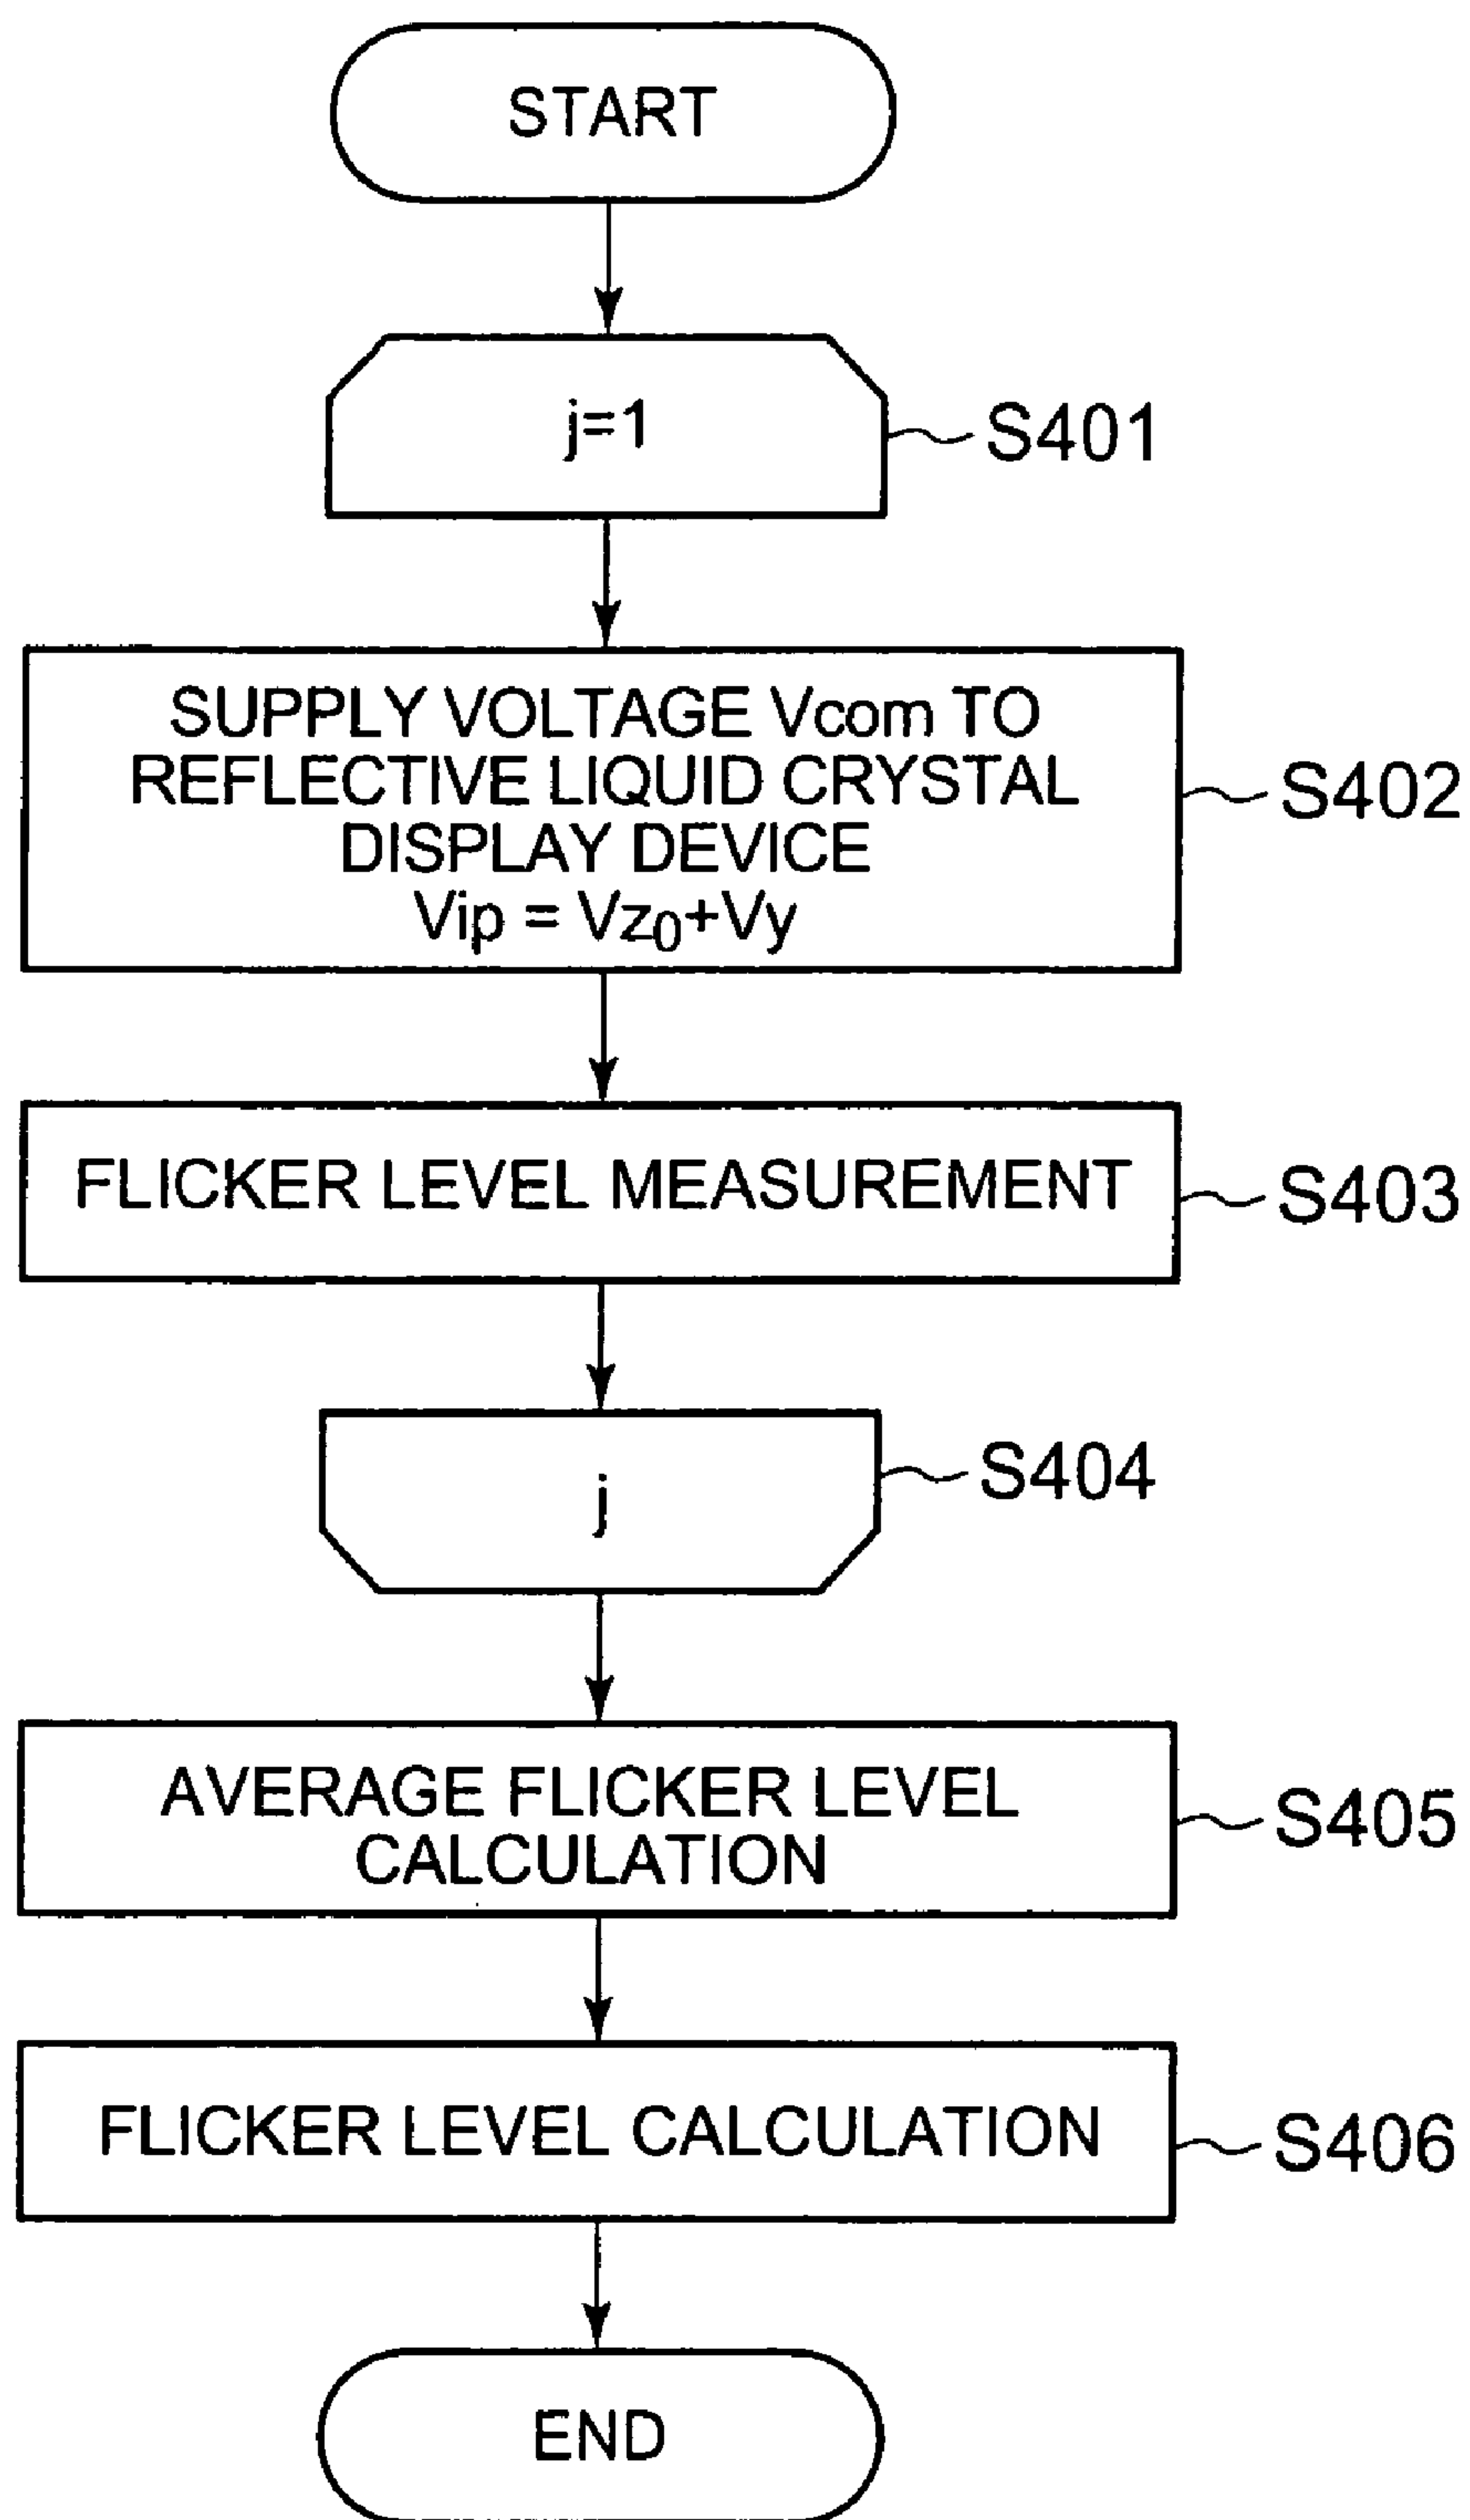 START
j=1
S401
SUPPLY VOLTAGE Vcom TO
REFLECTIVE LIQUID CRYSTAL
DISPLAY DEVICE
Vip = Vz₀+Vy
S402
FLICKER LEVEL MEASUREMENT
S403
j
S404
AVERAGE FLICKER LEVEL
CALCULATION
S405
FLICKER LEVEL CALCULATION
S406
END